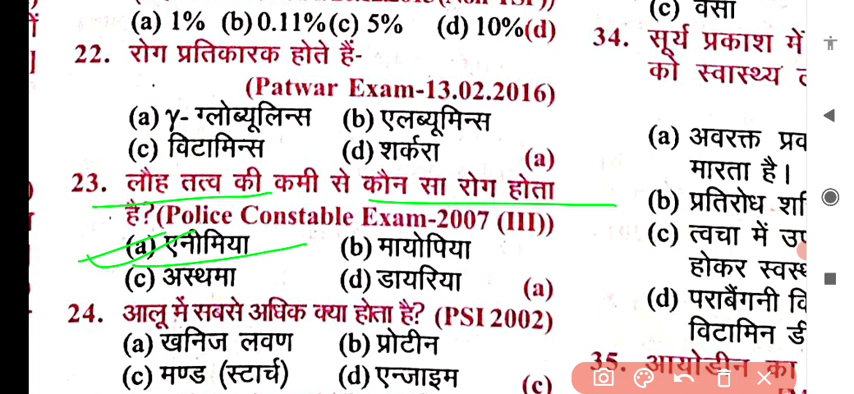 (a) 1% (b) 0.11% (c) 5% (d) 10%(d)
22. रोग प्रतिकारक होते हैं-
(Patwar Exam-13.02.2016)
(a) γ- ग्लोब्यूलिन्स (b) एलब्यूमिन्स
(c) विटामिन्स (d) शर्करा (a)
23. लौह तत्व की कमी से कौन सा रोग होता
है?(Police Constable Exam-2007 (III))
(a) एनीमिया (b) मायोपिया
(c) अस्थमा (d) डायरिया (a)
24. आलू में सबसे अधिक क्या होता है? (PSI 2002)
(a) खनिज लवण (b) प्रोटीन
(c) मण्ड (स्टार्च) (d) एन्जाइम (c)
(c) वसा
34. सूर्य प्रकाश में
को स्वास्थ्य
(a) अवरक्त
मारता है।
(b) प्रतिरोध
(c) त्वचा में
होकर
(d) पराबैंगनी
विटामिन
35. आयोडीन का